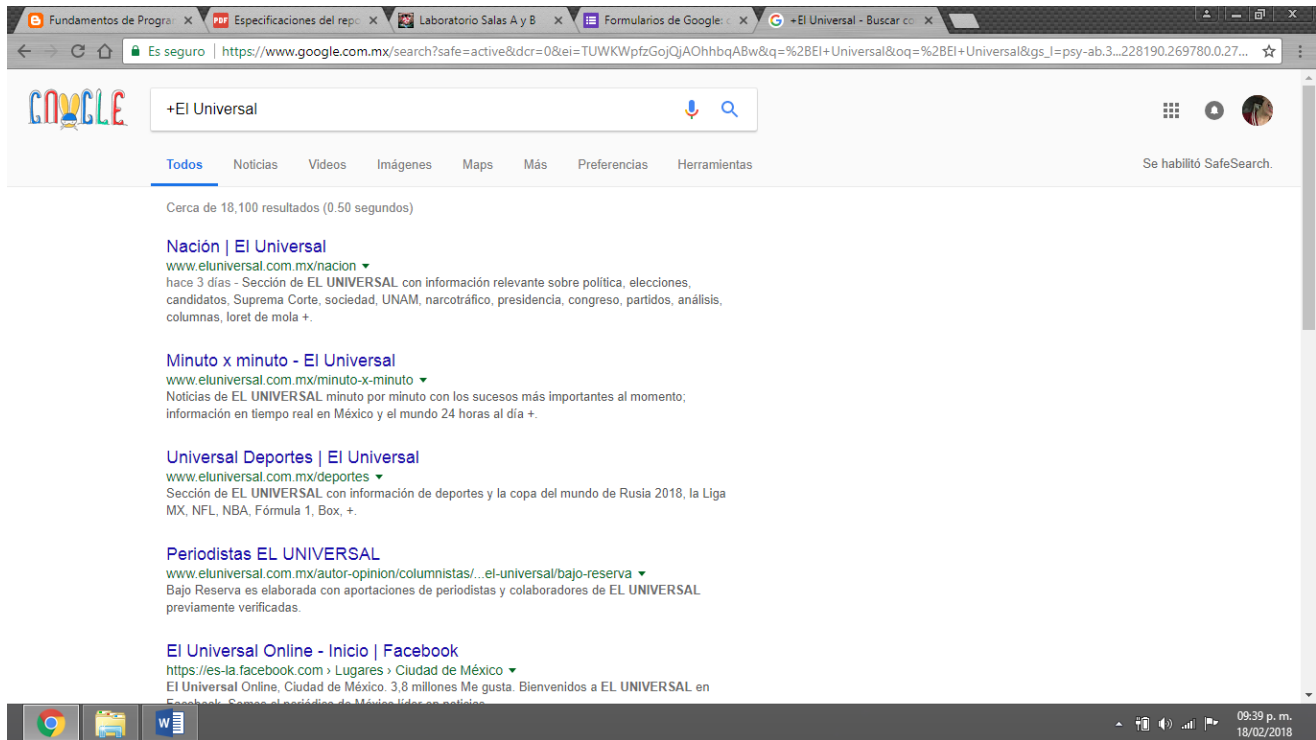 Fundamentos de Progra
Especificaciones del repo
Laboratorio Salas A y B
Formularios de Google: c
+El Universal - Buscar co
Es seguro | https://www.google.com.mx/search?safe=active&dcr=0&ei=TUWKWpfzGojQjAOhhbqABw&q=%2BEl+Universal&oq=%2BEl+Universal&gs_l=psy-ab.3...228190.269780.0.27...
+El Universal
Todos Noticias Videos Imágenes Maps Más Preferencias Herramientas
Se habilitó SafeSearch.
Cerca de 18,100 resultados (0.50 segundos)
Nación | El Universal
www.eluniversal.com.mx/nacion
hace 3 días - Sección de EL UNIVERSAL con información relevante sobre política, elecciones,
candidatos, Suprema Corte, sociedad, UNAM, narcotráfico, presidencia, congreso, partidos, análisis,
columnas, loret de mola +.
Minuto x minuto - El Universal
www.eluniversal.com.mx/minuto-x-minuto
Noticias de EL UNIVERSAL minuto por minuto con los sucesos más importantes al momento;
información en tiempo real en México y el mundo 24 horas al día +.
Universal Deportes | El Universal
www.eluniversal.com.mx/deportes
Sección de EL UNIVERSAL con información de deportes y la copa del mundo de Rusia 2018, la Liga
MX, NFL, NBA, Fórmula 1, Box, +.
Periodistas EL UNIVERSAL
www.eluniversal.com.mx/autor-opinion/columnistas/...el-universal/bajo-reserva
Bajo Reserva es elaborada con aportaciones de periodistas y colaboradores de EL UNIVERSAL
previamente verificadas.
El Universal Online - Inicio | Facebook
https://es-la.facebook.com › Lugares › Ciudad de México
El Universal Online, Ciudad de México. 3,8 millones Me gusta. Bienvenidos a EL UNIVERSAL en
09:39 p. m.
18/02/2018